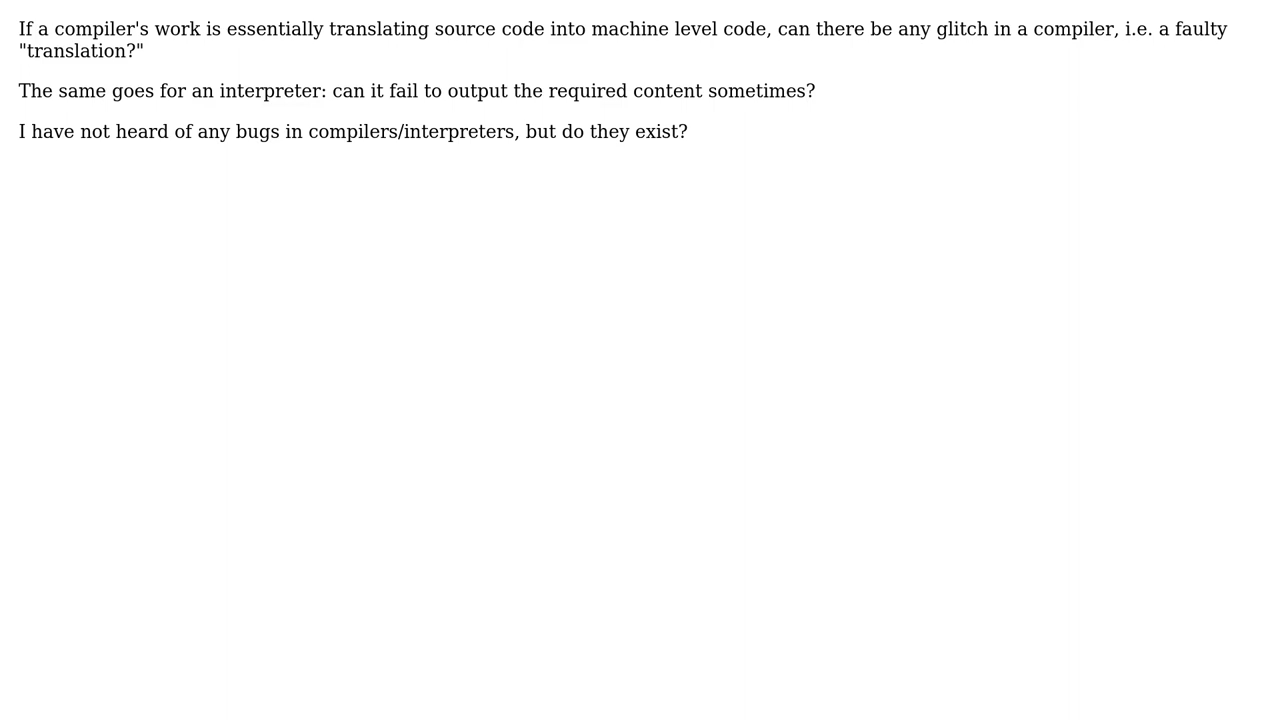 If a compiler's work is essentially translating source code into machine level code, can there be any glitch in a compiler, i.e. a faulty
"translation?"
The same goes for an interpreter: can it fail to output the required content sometimes?
I have not heard of any bugs in compilers/interpreters, but do they exist?